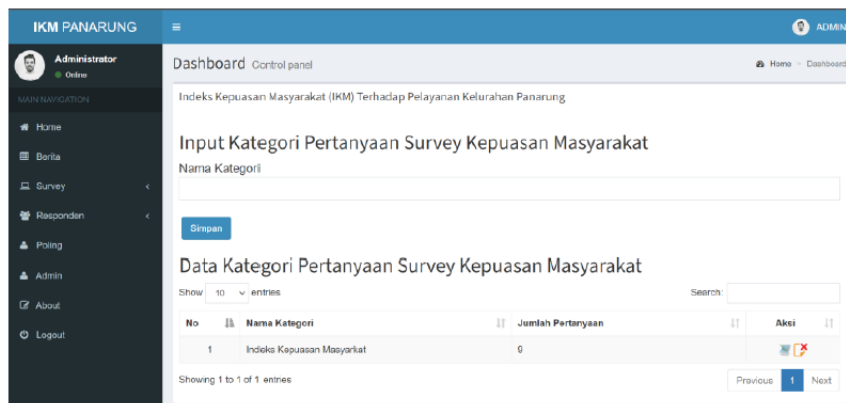 IKM PANARUNG
ADMIN
Administrator
Online
Dashboard Control panel
Home
Dashboard
MAIN NAVIGATION
Home
Berita
Survey
Responden
Poling
Admin
About
Logout
Indeks Kepuasan Masyarakat (IKM) Terhadap Pelayanan Kelurahan Panarung
Input Kategori Pertanyaan Survey Kepuasan Masyarakat
Nama Kategori
Simpan
Data Kategori Pertanyaan Survey Kepuasan Masyarakat
Show 10 entries
Search:
No Nama Kategori Jumlah Pertanyaan Aksi
1 Indieks Kepuasan Masyarkat 9
Showing 1 to 1 of 1 entries
Previous 1 Next